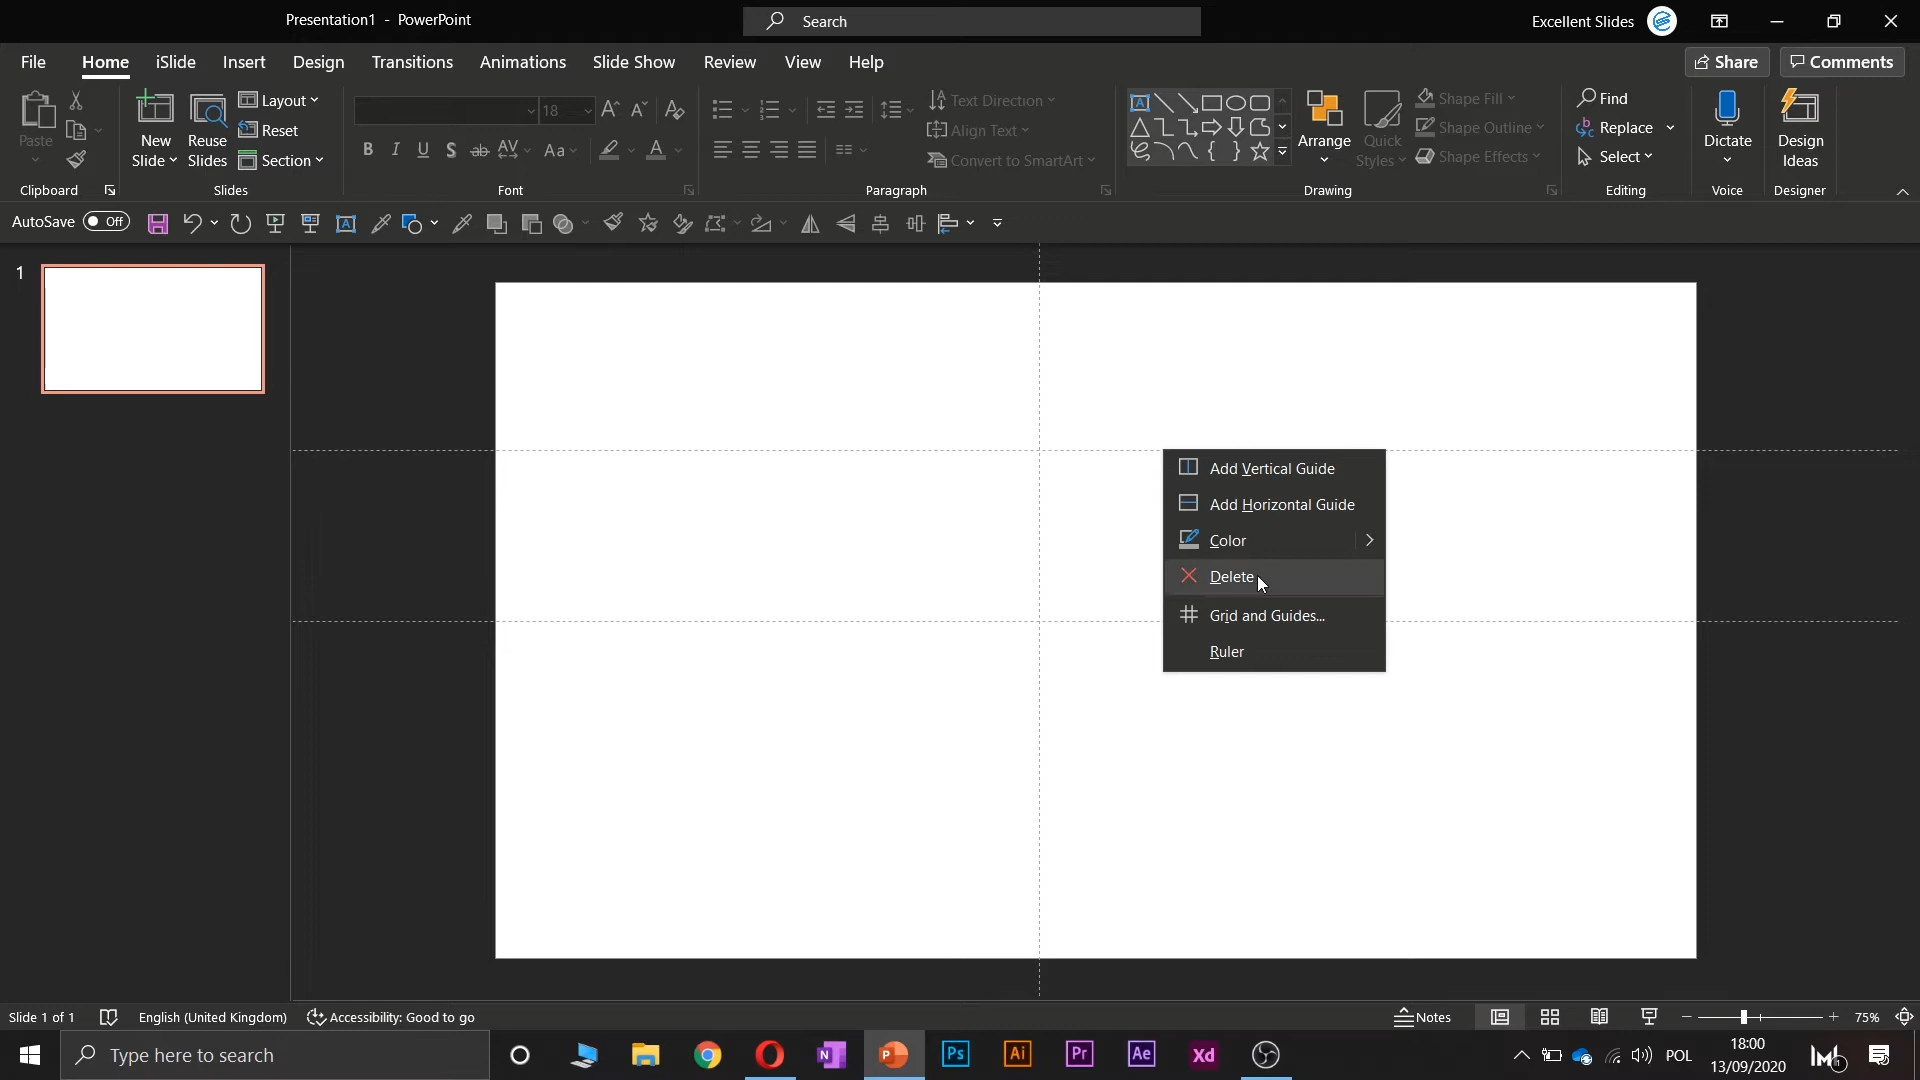 Presentation1 - PowerPoint
Search
Excellent Slides
File Home iSlide Insert Design Transitions Animations Slide Show Review View Help
Share Comments
Paste
New Slide
Reuse Slides
Layout
Reset
Section
18
B I U S ab AV Aa A
Text Direction
Align Text
Convert to SmartArt
Arrange
Quick Styles
Shape Fill
Shape Outline
Shape Effects
Find
Replace
Select
Dictate
Design Ideas
Clipboard Slides Font Paragraph Drawing Editing Voice Designer
AutoSave Off
1
Add Vertical Guide
Add Horizontal Guide
Color
Delete
Grid and Guides...
Ruler
Slide 1 of 1 English (United Kingdom) Accessibility: Good to go Notes 75%
Type here to search
N P Ps Ai Pr Ae Xd
POL
18:00
13/09/2020
1